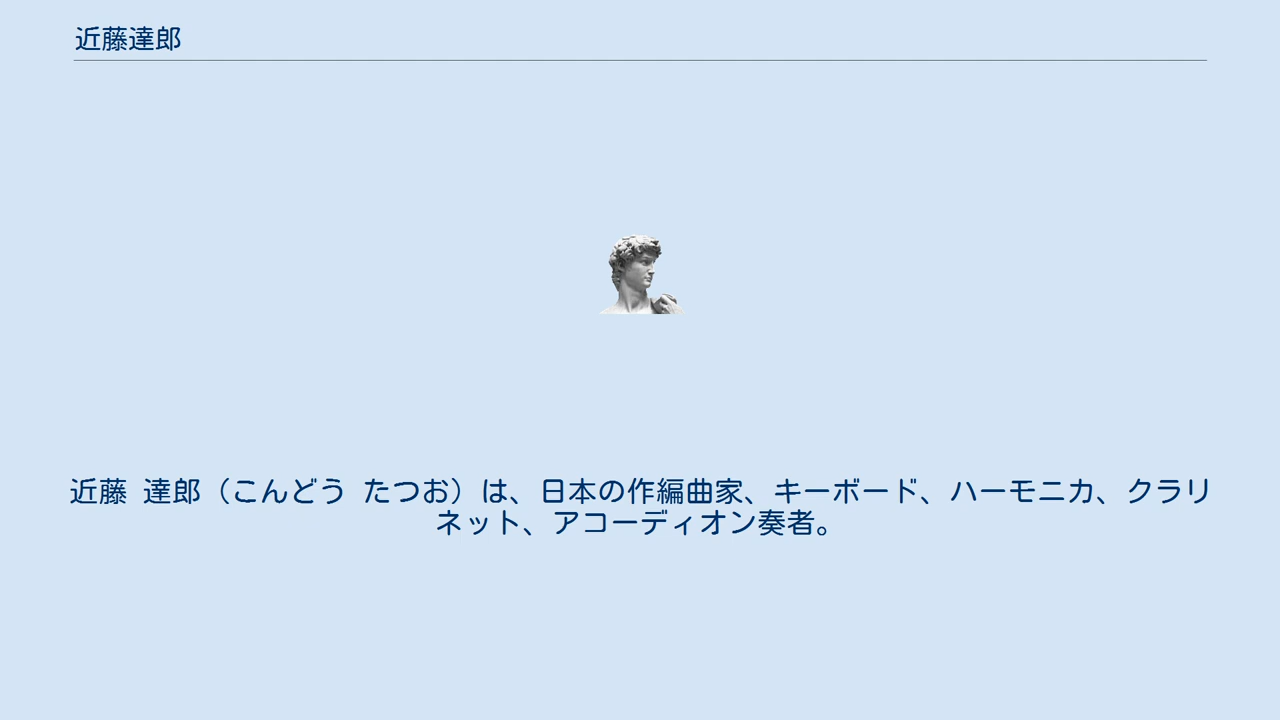 近藤達郎
近藤 達郎（こんどう たつお）は、日本の作編曲家、キーボード、ハーモニカ、クラリ
ネット、アコーディオン奏者。